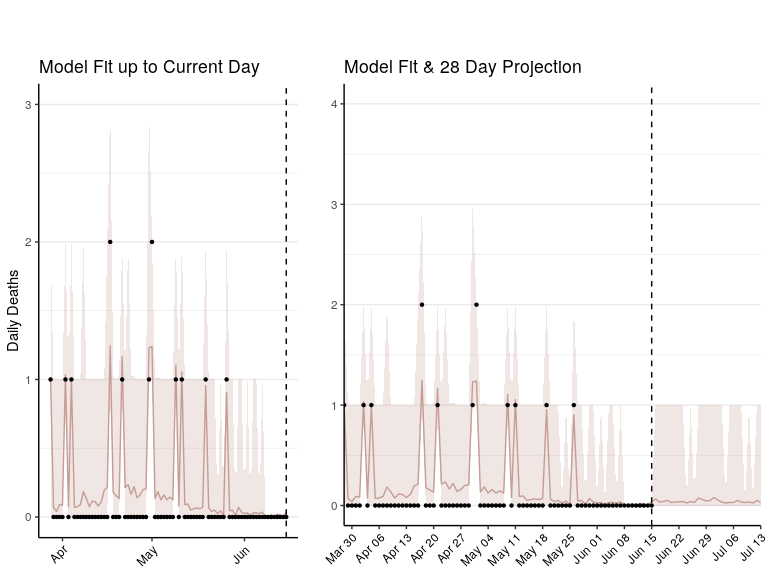 Model Fit up to Current Day
Model Fit & 28 Day Projection
Daily Deaths
3
2
1
0
Apr
May
Jun
4
3
2
1
0
Mar 30
Apr 06
Apr 13
Apr 20
Apr 27
May 04
May 11
May 18
May 25
Jun 01
Jun 08
Jun 15
Jun 22
Jun 29
Jul 06
Jul 13